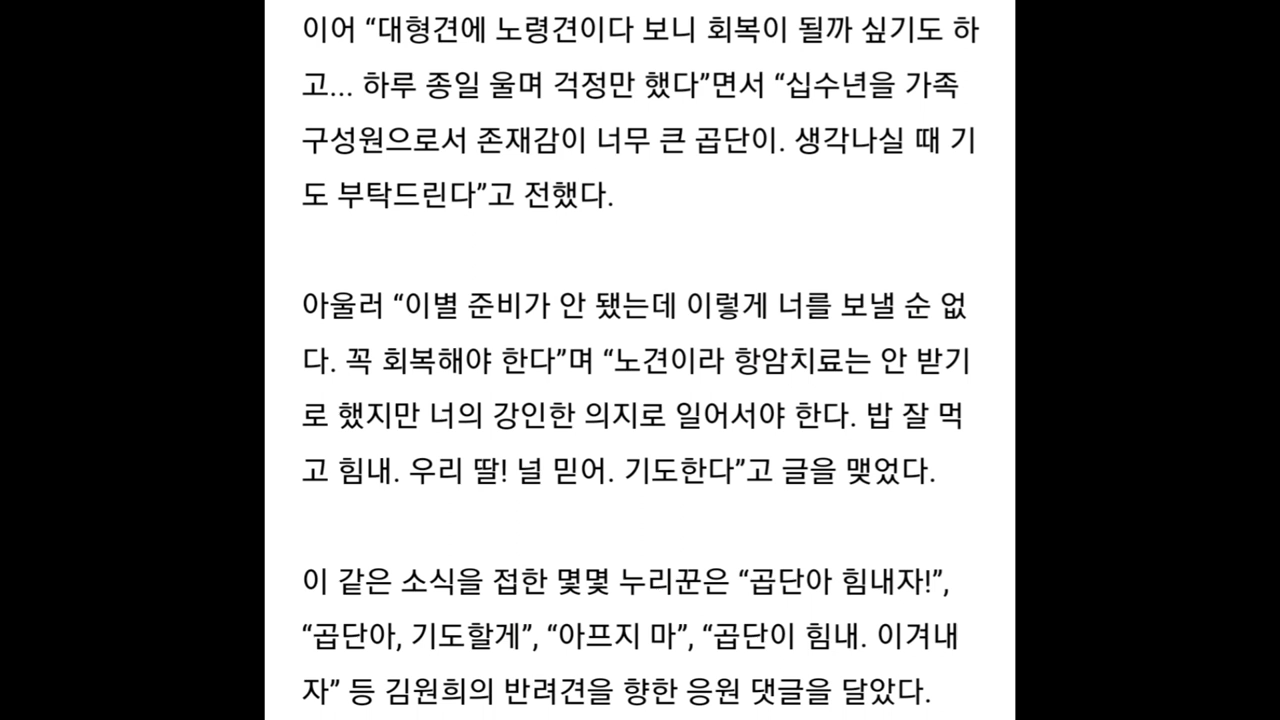 이어 “대형견에 노령견이다 보니 회복이 될까 싶기도 하
고... 하루 종일 울며 걱정만 했다”면서 “십수년을 가족
구성원으로서 존재감이 너무 큰 곱단이. 생각나실 때 기
도 부탁드린다”고 전했다.
아울러 “이별 준비가 안 됐는데 이렇게 너를 보낼 순 없
다. 꼭 회복해야 한다”며 “노견이라 항암치료는 안 받기
로 했지만 너의 강인한 의지로 일어서야 한다. 밥 잘 먹
고 힘내. 우리 딸! 널 믿어. 기도한다”고 글을 맺었다.
이 같은 소식을 접한 몇몇 누리꾼은 “곱단아 힘내자!”,
“곱단아, 기도할게”, “아프지 마”, “곱단이 힘내. 이겨내
자” 등 김원희의 반려견을 향한 응원 댓글을 달았다.